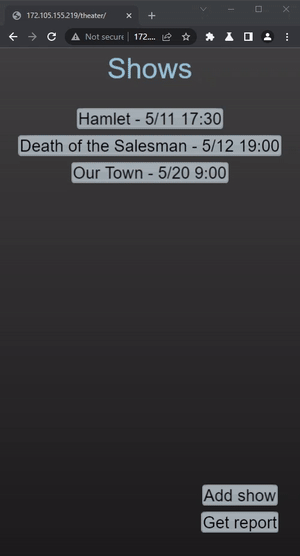 172.105.155.219/theater/
Not secure 172....
Shows
Hamlet - 5/11 17:30
Death of the Salesman - 5/12 19:00
Our Town - 5/20 9:00
Add show
Get report